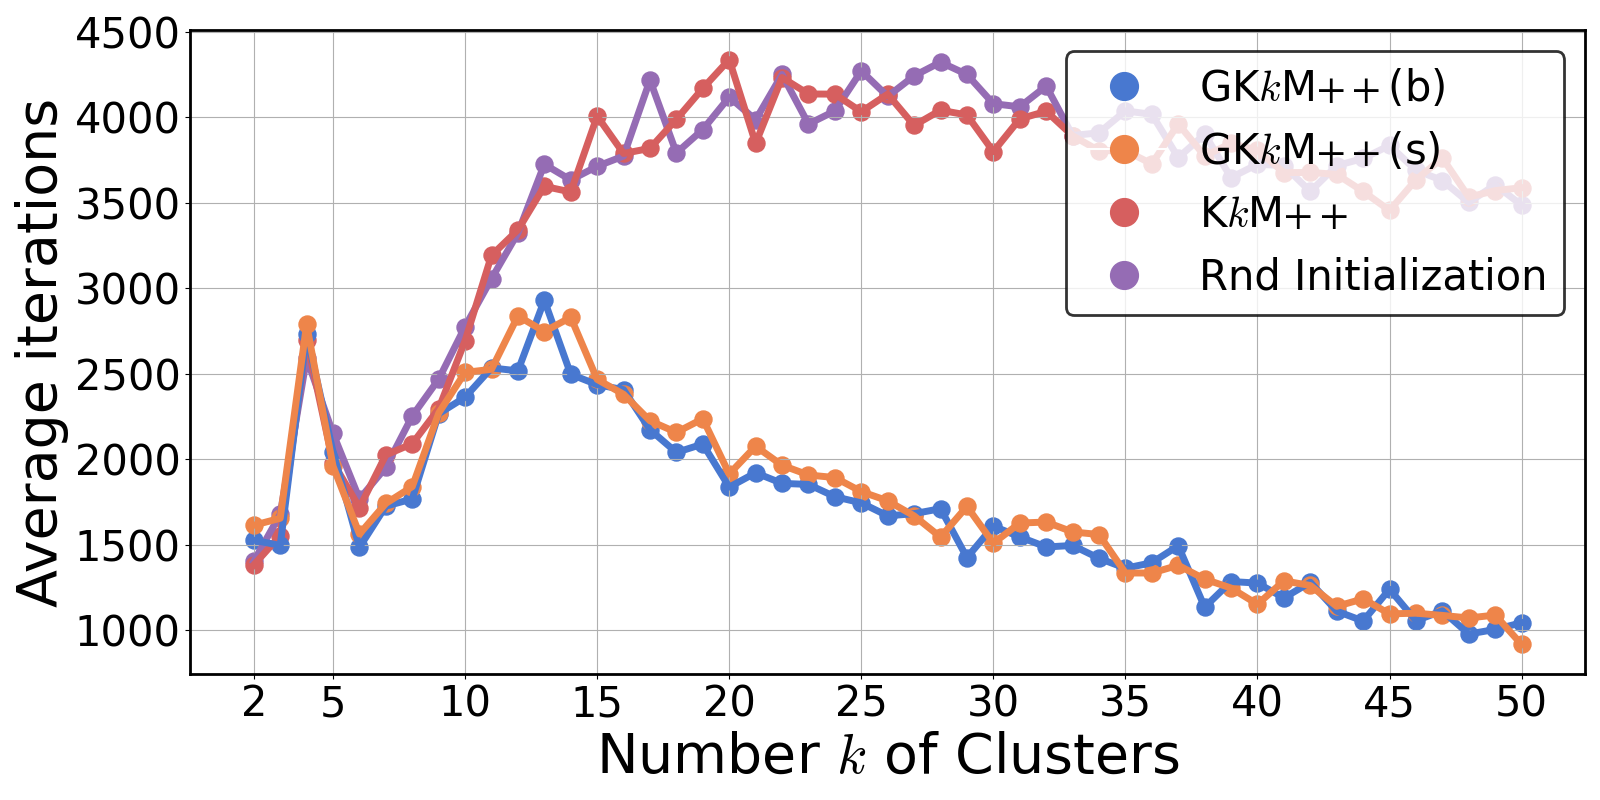 Average iterations
4500
4000
3500
3000
2500
2000
1500
1000
GKkM++(b)
GKkM++(s)
KkM++
Rnd Initialization
2 5 10 15 20 25 30 35 40 45 50
Number k of Clusters